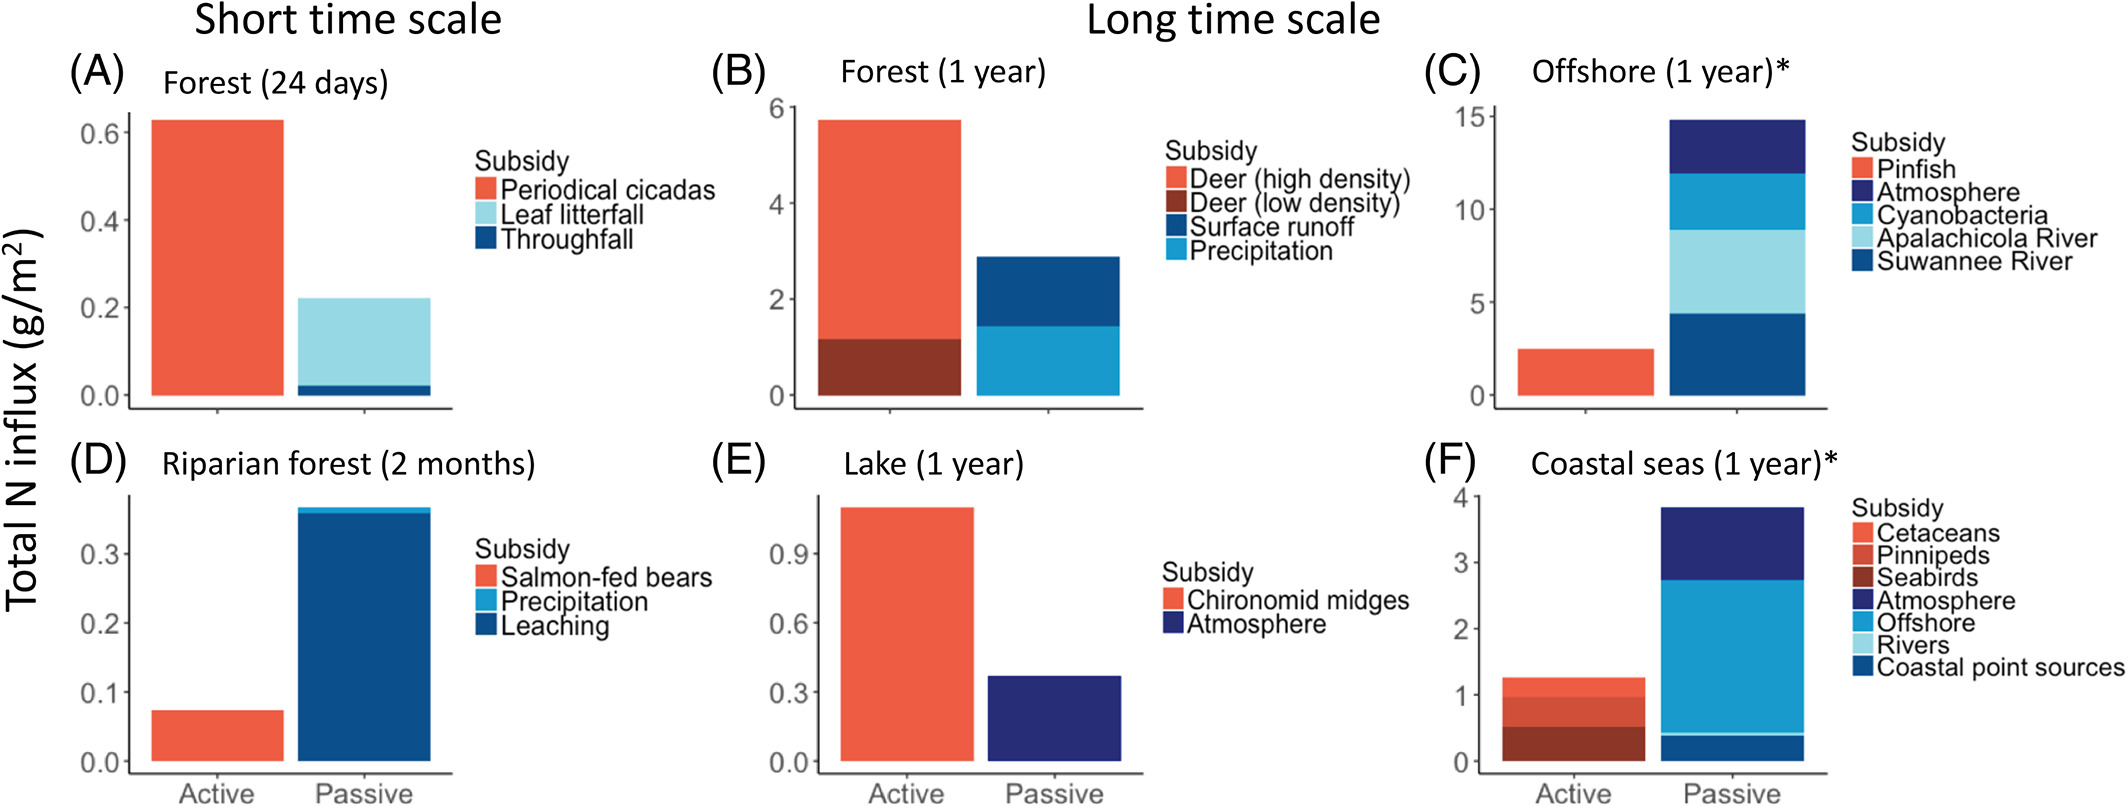 Short time scale
Long time scale
Total N influx (g/m²)
(A)
Forest (24 days)
0.6
0.4
0.2
0.0
Subsidy
Periodical cicadas
Leaf litterfall
Throughfall
(B)
Forest (1 year)
6
4
2
0
Subsidy
Deer (high density)
Deer (low density)
Surface runoff
Precipitation
(C)
Offshore (1 year)*
15
10
5
0
Subsidy
Pinfish
Atmosphere
Cyanobacteria
Apalachicola River
Suwannee River
(D)
Riparian forest (2 months)
0.3
0.2
0.1
0.0
Active Passive
Subsidy
Salmon-fed bears
Precipitation
Leaching
(E)
Lake (1 year)
0.9
0.6
0.3
0.0
Active Passive
Subsidy
Chironomid midges
Atmosphere
(F)
Coastal seas (1 year)*
4
3
2
1
0
Active Passive
Subsidy
Cetaceans
Pinnipeds
Seabirds
Atmosphere
Offshore
Rivers
Coastal point sources